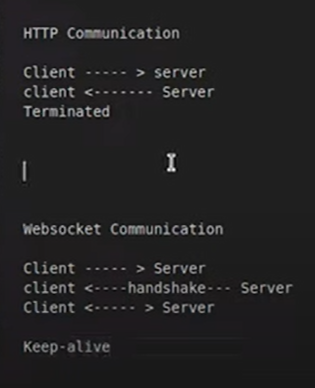 HTTP Communication
Client ----- > server
client <------- Server
Terminated
Websocket Communication
Client ----- > Server
client <----handshake--- Server
Client <----- > Server
Keep-alive